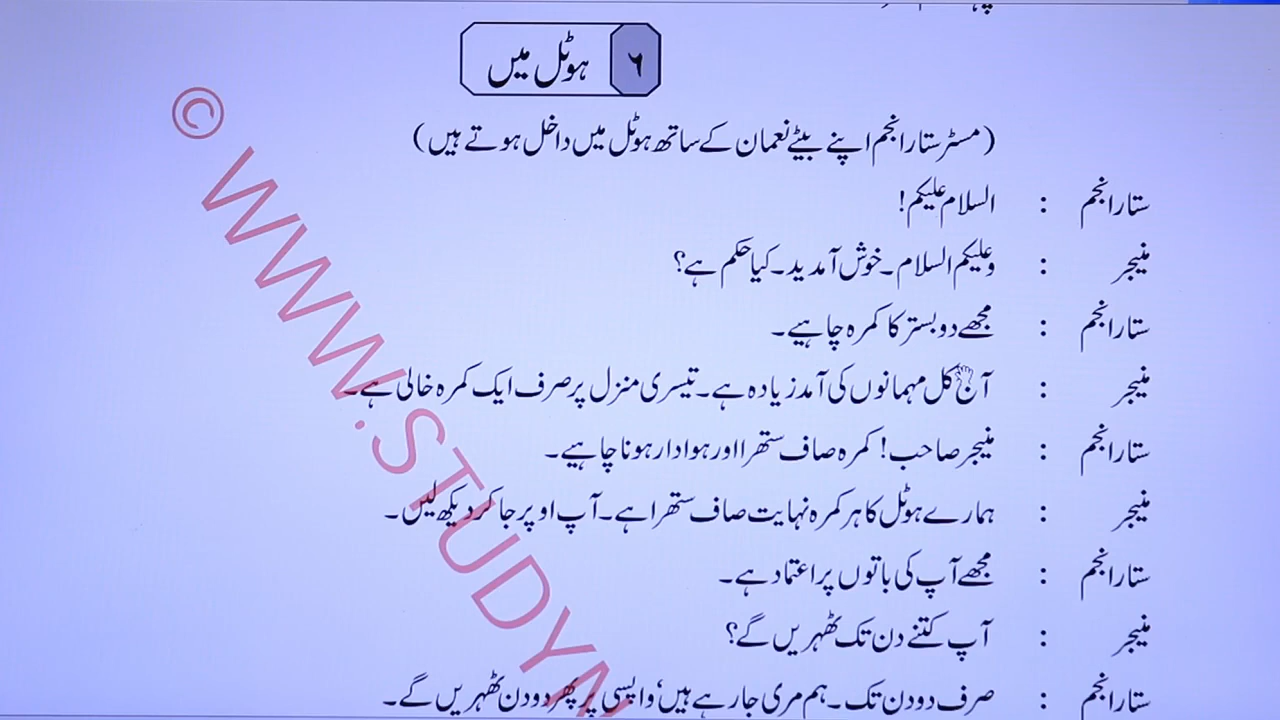 ۶ ہوٹل میں
(مسٹر ستار انجم اپنے بیٹے نعمان کے ساتھ ہوٹل میں داخل ہوتے ہیں)
ستار انجم : السلام علیکم!
منیجر : وعلیکم السلام۔ خوش آمدید۔ کیا حکم ہے؟
ستار انجم : مجھے دو بستر کا کمرہ چاہیے۔
منیجر : آج کل مہمانوں کی آمد زیادہ ہے۔ تیسری منزل پر صرف ایک کمرہ خالی ہے۔
ستار انجم : منیجر صاحب! کمرہ صاف ستھرا اور ہوادار ہونا چاہیے۔
منیجر : ہمارے ہوٹل کا ہر کمرہ نہایت صاف ستھرا ہے۔ آپ اوپر جا کر دیکھ لیں۔
ستار انجم : مجھے آپ کی باتوں پر اعتماد ہے۔
منیجر : آپ کتنے دن تک ٹھہریں گے؟
ستار انجم : صرف دو دن تک۔ ہم مری جا رہے ہیں، واپسی پر پھر دو دن ٹھہریں گے۔
© WWW.STUDY